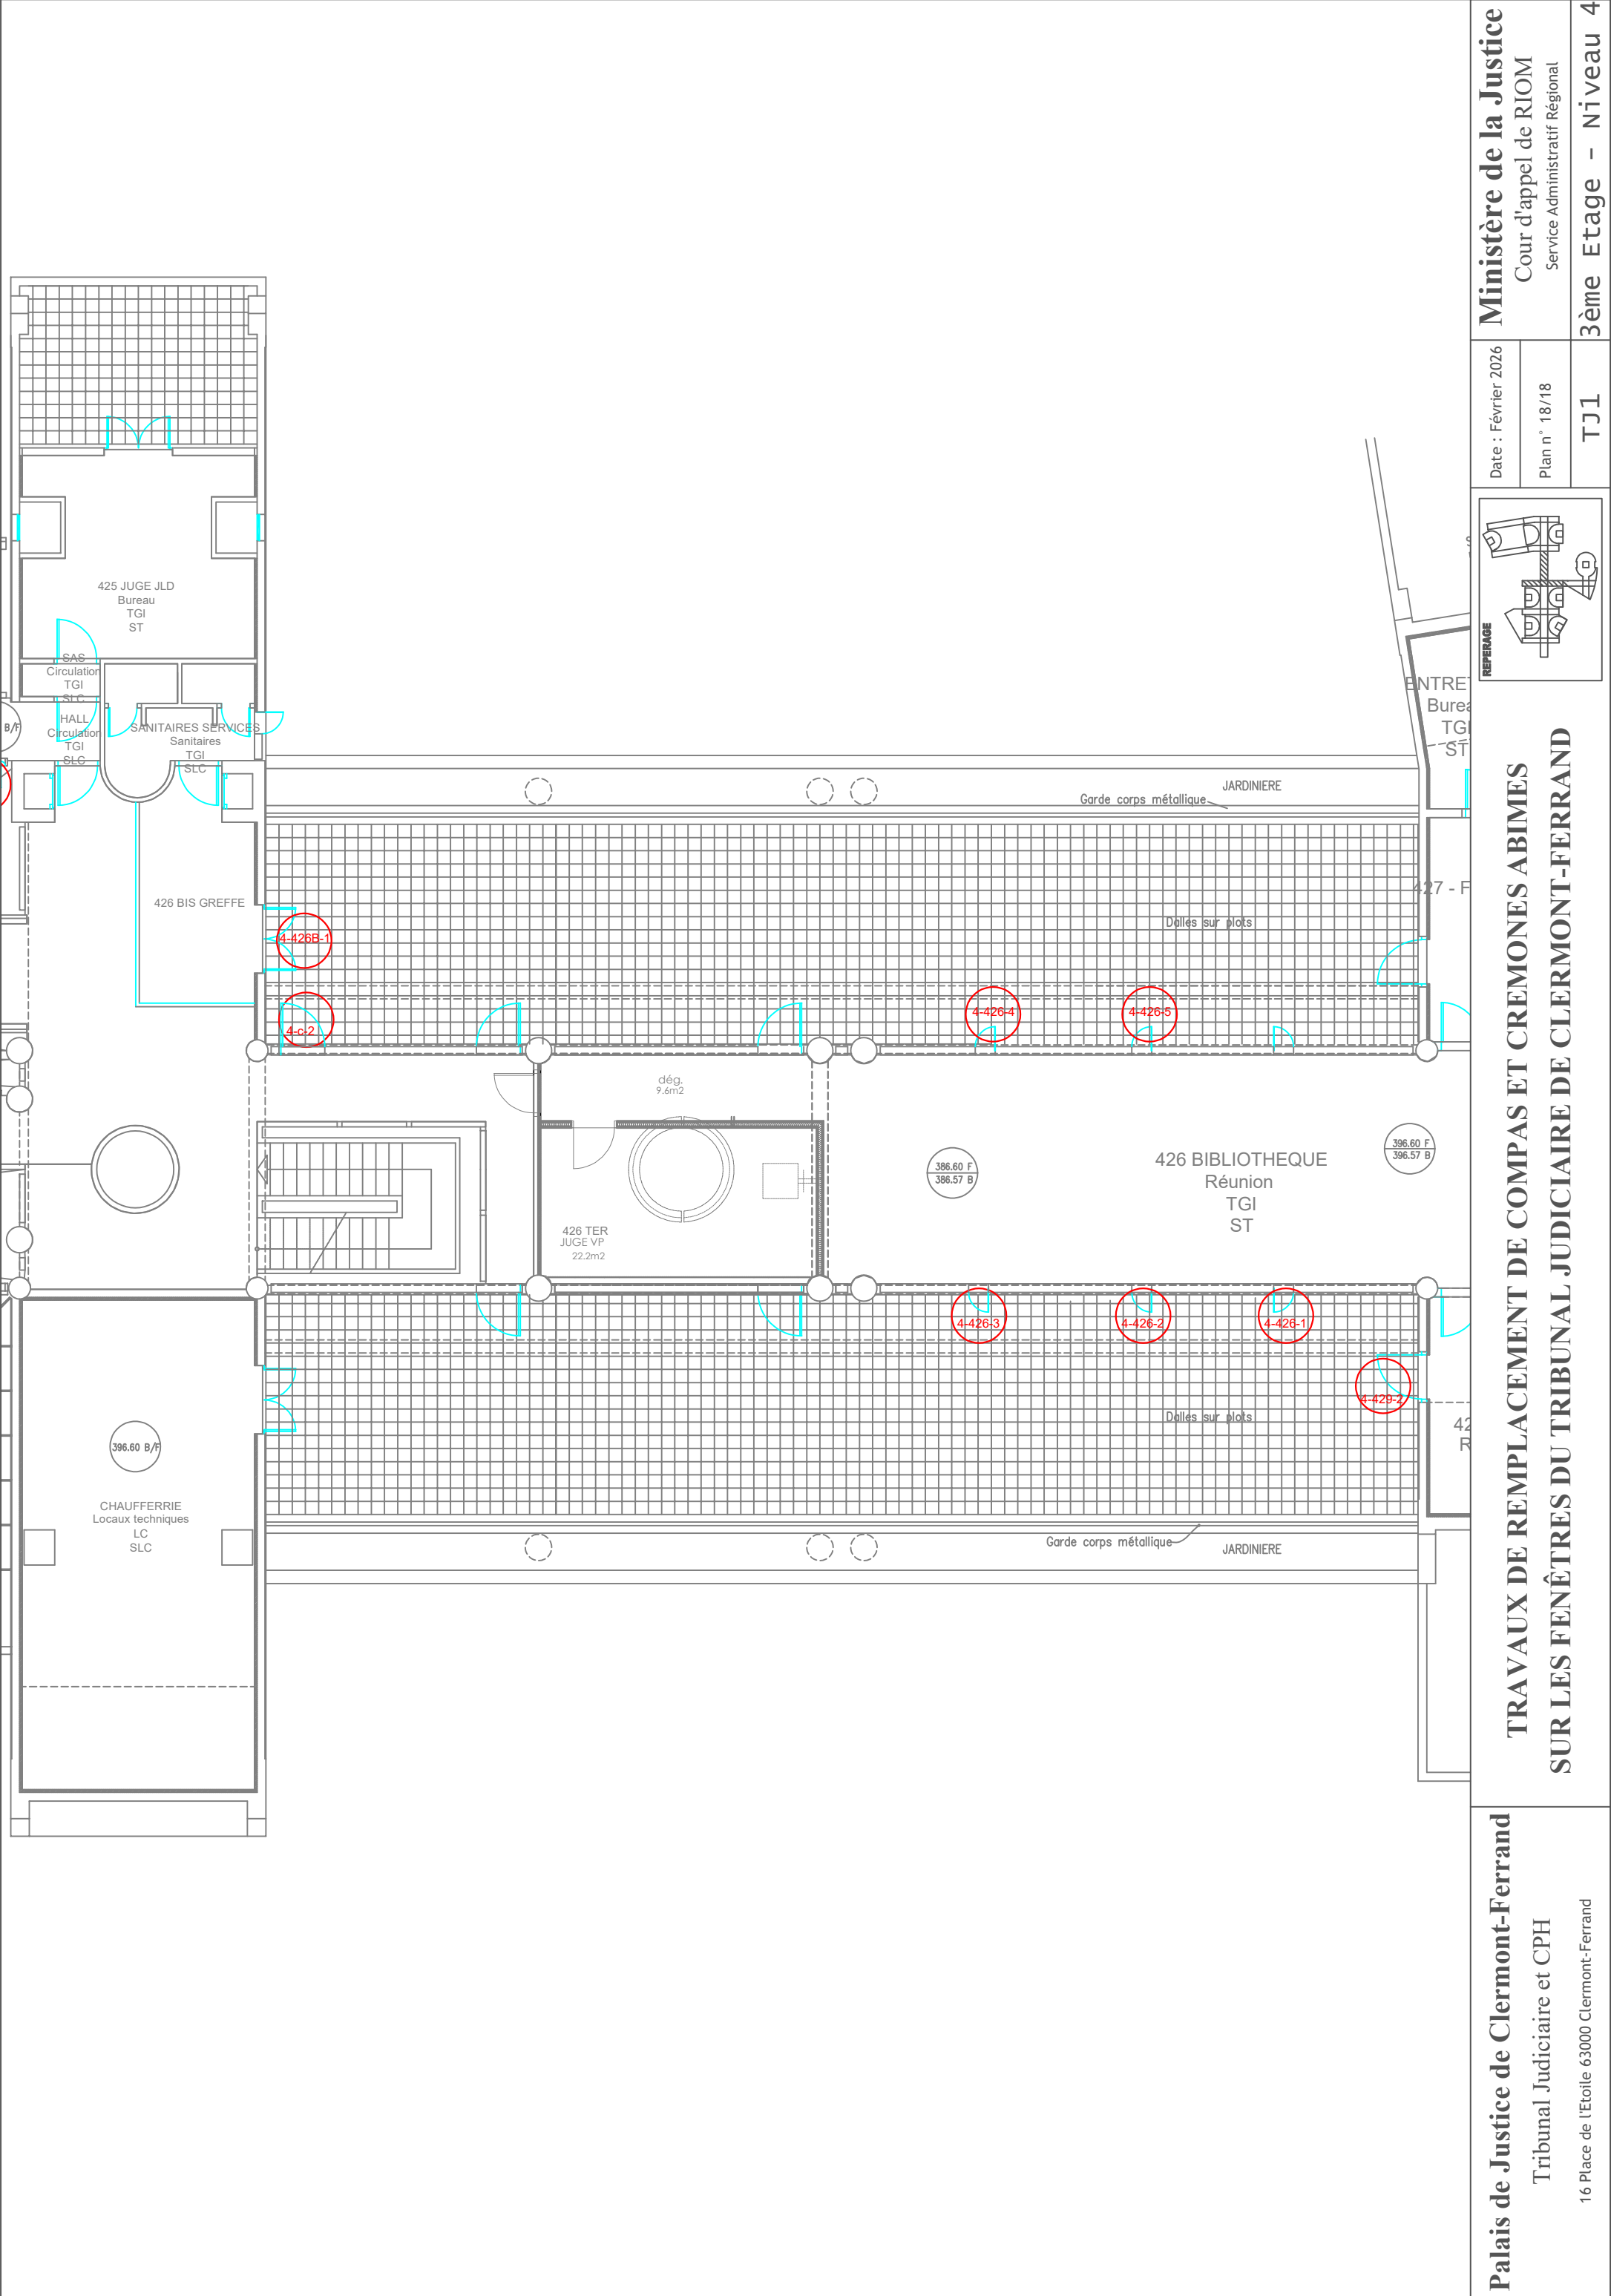 425 JUGE JLD
Bureau
TGI
ST
SAS
Circulation
TGI
SLC
HALL
Circulation
TGI
SLC
B/F
SANITAIRES SERVICES
Sanitaires
TGI
SLC
426 BIS GREFFE
4-426B-1
4-c-2
JARDINIERE
Garde corps métallique
Dalles sur plots
4-426-4
4-426-5
ENTRET
Burea
TGI
ST
427 - F
dég.
9.6m2
426 TER
JUGE VP
22.2m2
386.60 F
386.57 B
426 BIBLIOTHEQUE
Réunion
TGI
ST
396.60 F
396.57 B
4-426-3
4-426-2
4-426-1
4-429-2
Dalles sur plots
42
R
396.60 B/F
CHAUFFERRIE
Locaux techniques
LC
SLC
Garde corps métallique
JARDINIERE
Palais de Justice de Clermont-Ferrand
Tribunal Judiciaire et CPH
16 Place de l'Etoile 63000 Clermont-Ferrand
TRAVAUX DE REMPLACEMENT DE COMPAS ET CREMONES ABIMES
SUR LES FENÊTRES DU TRIBUNAL JUDICIAIRE DE CLERMONT-FERRAND
REPERAGE
Date : Février 2026
Plan n° 18/18
TJ1
Ministère de la Justice
Cour d'appel de RIOM
Service Administratif Régional
3ème Etage - Niveau 4